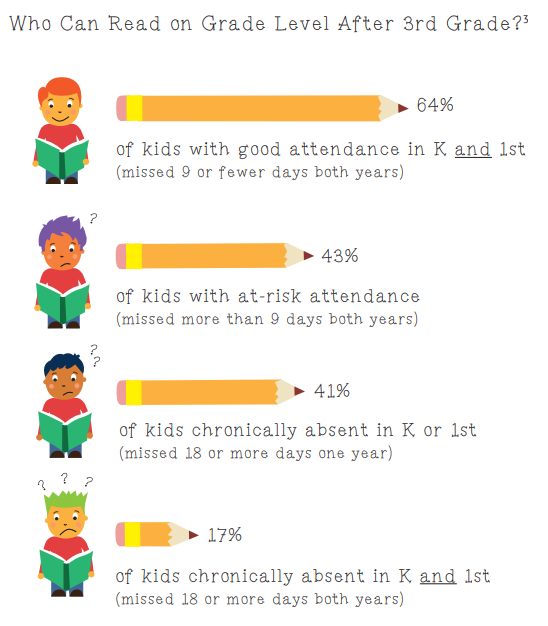 Who Can Read on Grade Level After 3rd Grade?³
64%
of kids with good attendance in K and 1st
(missed 9 or fewer days both years)
?
43%
of kids with at-risk attendance
(missed more than 9 days both years)
?
?
41%
of kids chronically absent in K or 1st
(missed 18 or more days one year)
? ? ?
17%
of kids chronically absent in K and 1st
(missed 18 or more days both years)